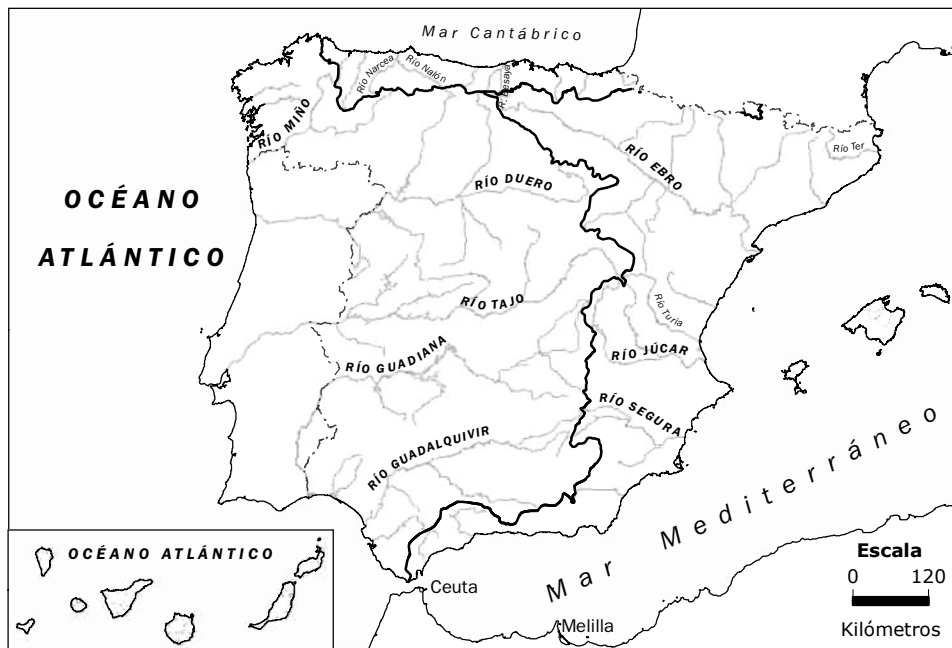 Mar Cantábrico
Río Narcea
Río Nalón
R. Besaya
RÍO MIÑO
RÍO EBRO
Río Ter
RÍO DUERO
OCÉANO
ATLÁNTICO
RÍO TAJO
Río Turia
RÍO JÚCAR
RÍO GUADIANA
RÍO SEGURA
RÍO GUADALQUIVIR
Mar Mediterráneo
OCÉANO ATLÁNTICO
Ceuta
Melilla
Escala
0 120
Kilómetros